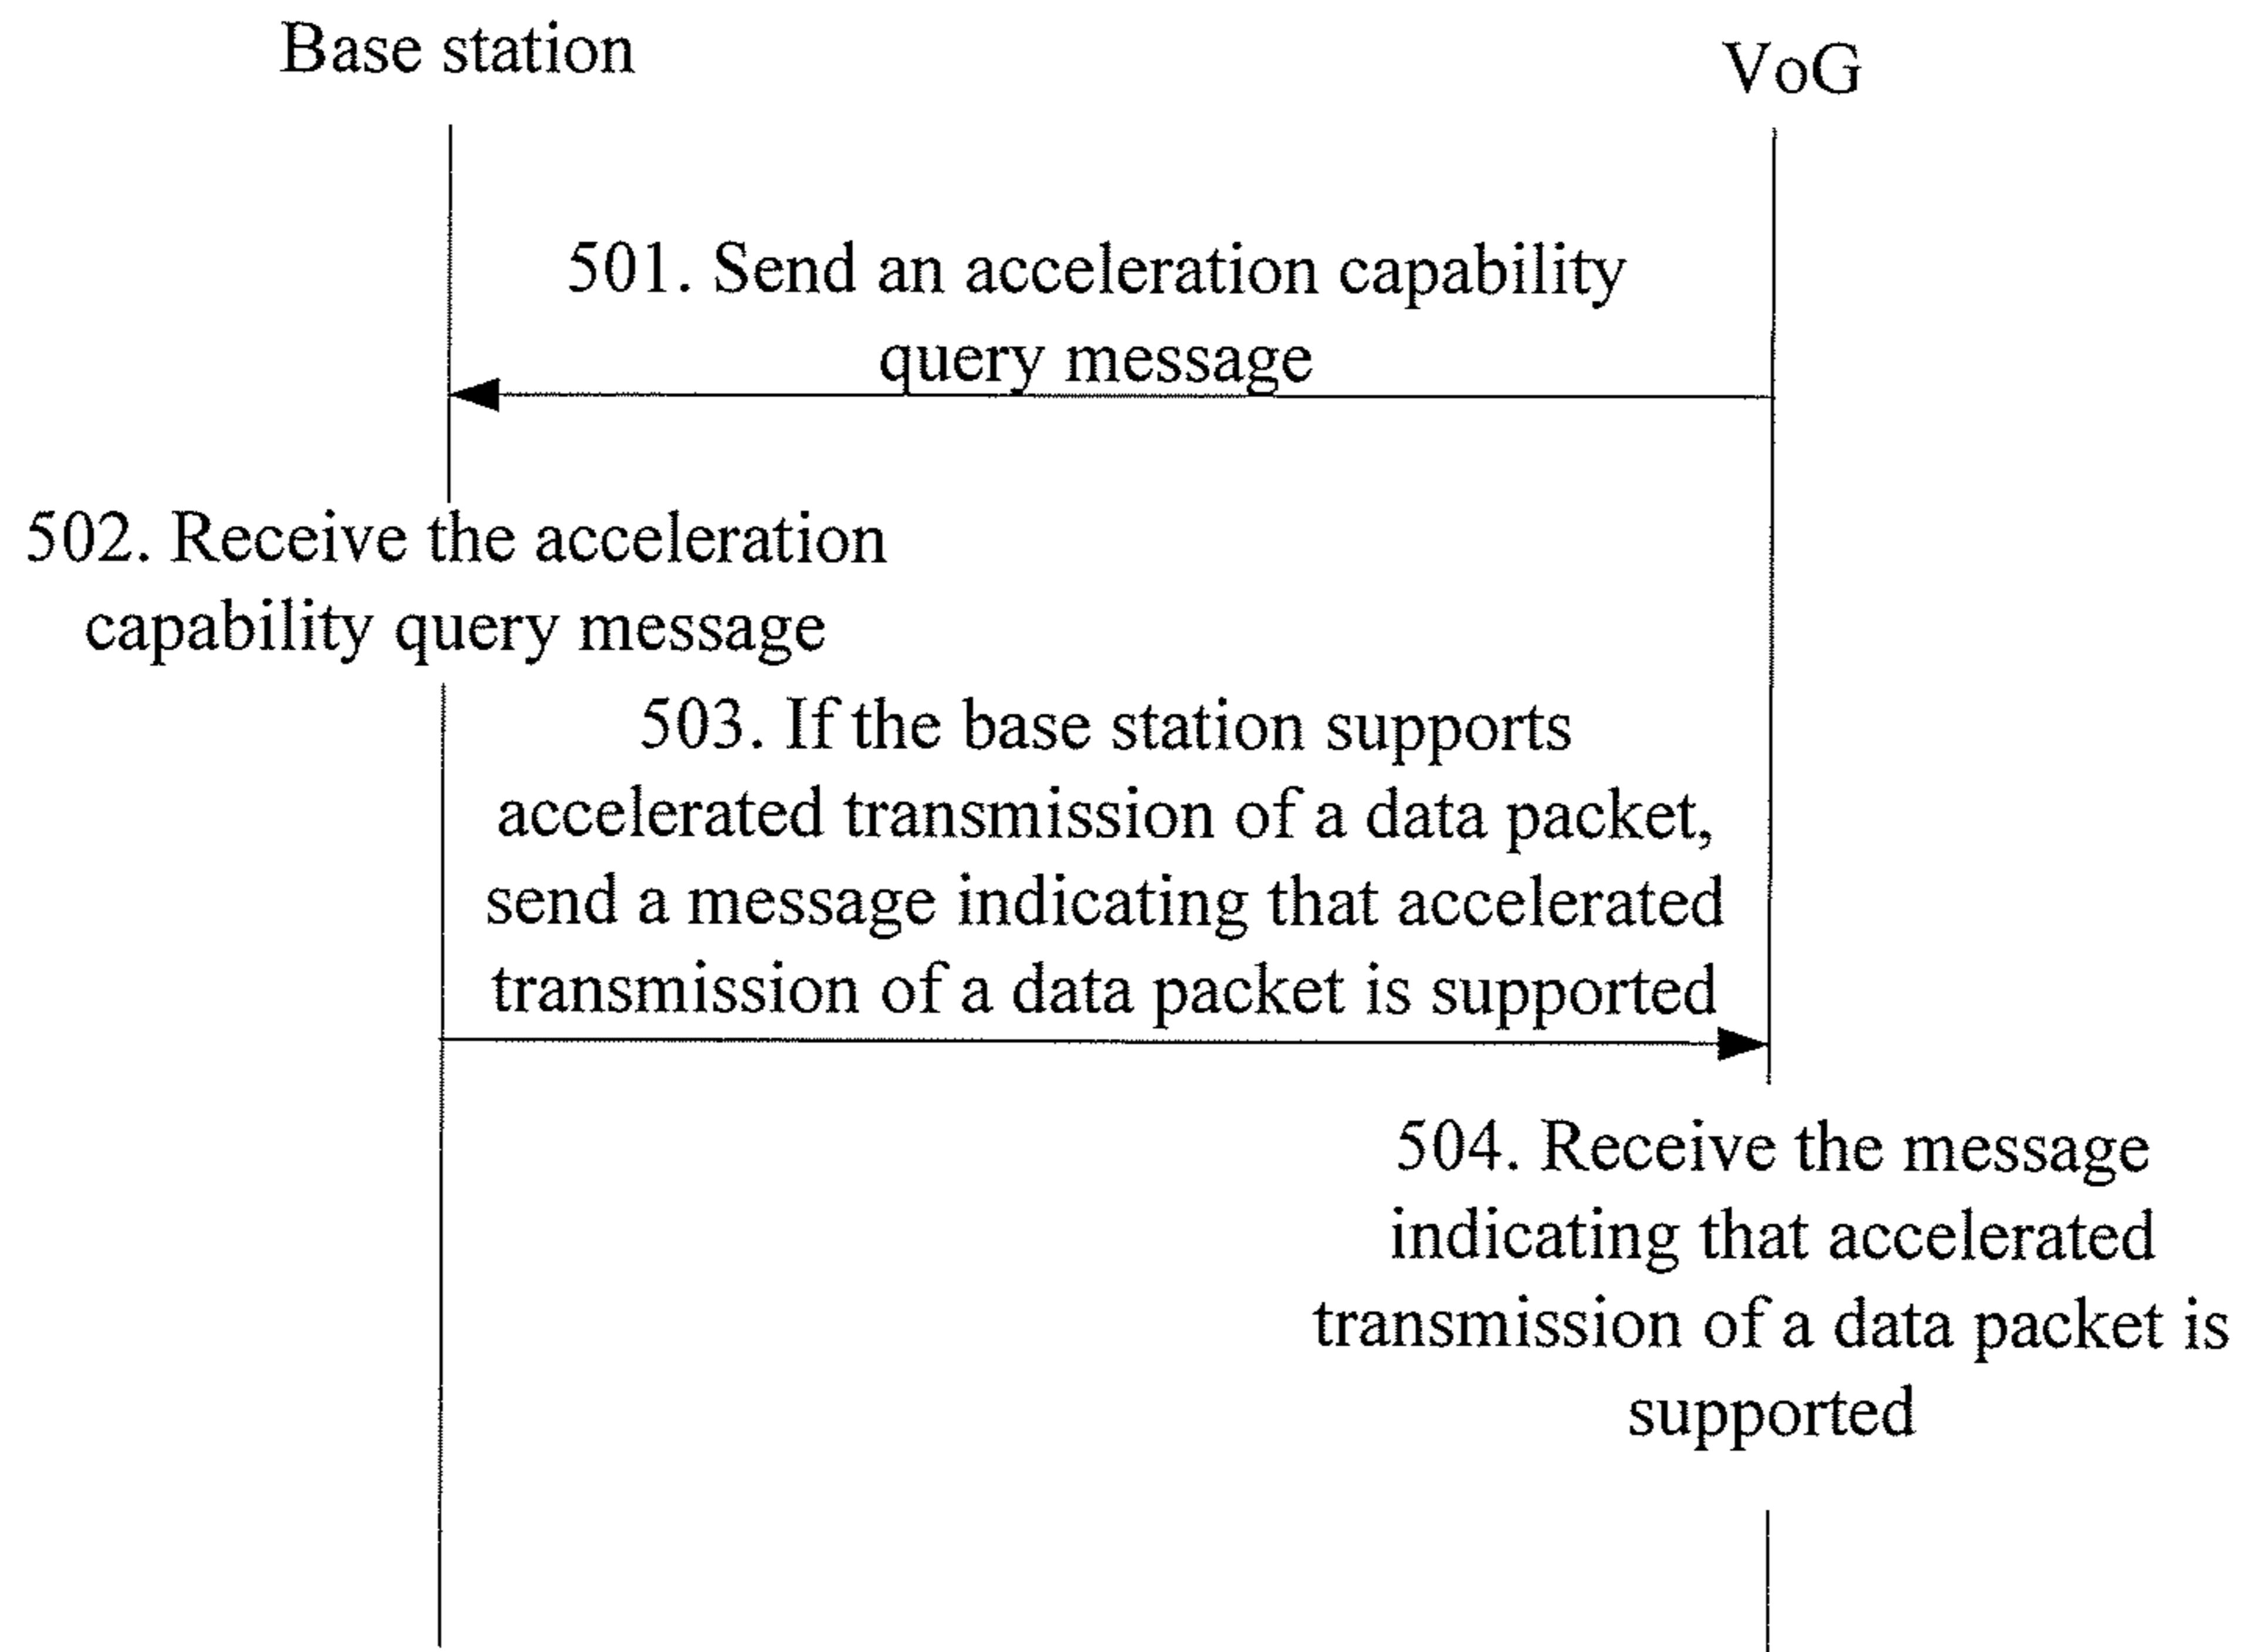 Base station
VoG
501. Send an acceleration capability
query message
502. Receive the acceleration
capability query message
503. If the base station supports
accelerated transmission of a data packet,
send a message indicating that accelerated
transmission of a data packet is supported
504. Receive the message
indicating that accelerated
transmission of a data packet is
supported